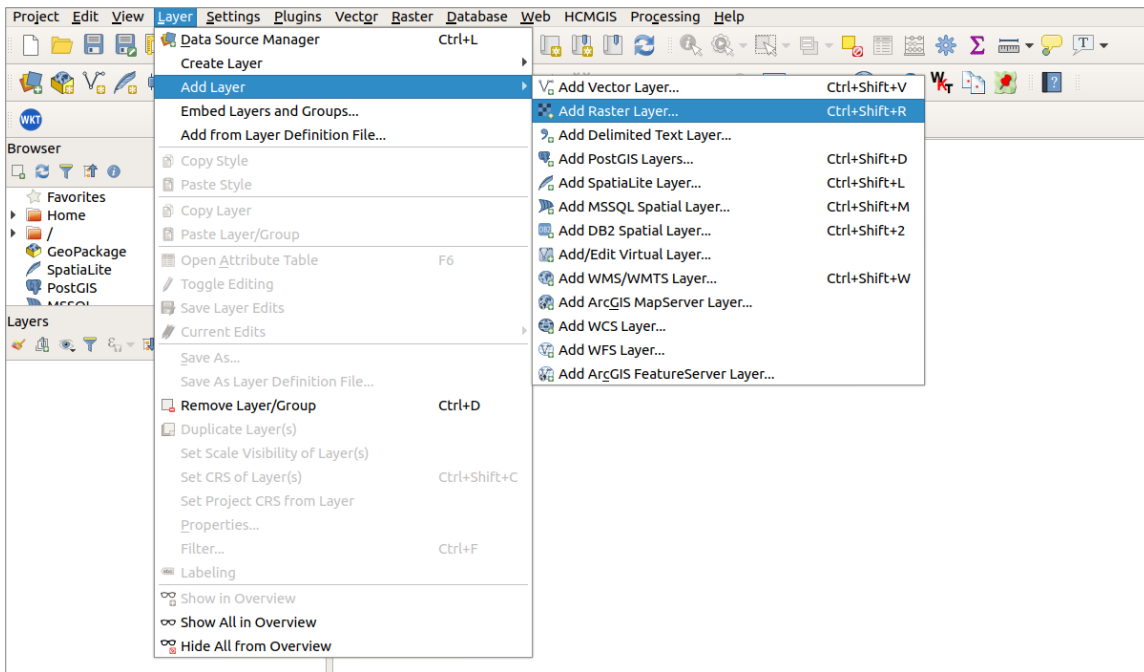 Project Edit View Layer Settings Plugins Vector Raster Database Web HCMGIS Processing Help
Data Source Manager Ctrl+L
Create Layer
Add Layer
Embed Layers and Groups...
Add from Layer Definition File...
Copy Style
Paste Style
Copy Layer
Paste Layer/Group
Open Attribute Table F6
Toggle Editing
Save Layer Edits
Current Edits
Save As...
Save As Layer Definition File...
Remove Layer/Group Ctrl+D
Duplicate Layer(s)
Set Scale Visibility of Layer(s)
Set CRS of Layer(s) Ctrl+Shift+C
Set Project CRS from Layer
Properties...
Filter... Ctrl+F
Labeling
Show in Overview
Show All in Overview
Hide All from Overview
Add Vector Layer... Ctrl+Shift+V
Add Raster Layer... Ctrl+Shift+R
Add Delimited Text Layer...
Add PostGIS Layers... Ctrl+Shift+D
Add SpatiaLite Layer... Ctrl+Shift+L
Add MSSQL Spatial Layer... Ctrl+Shift+M
Add DB2 Spatial Layer... Ctrl+Shift+2
Add/Edit Virtual Layer...
Add WMS/WMTS Layer... Ctrl+Shift+W
Add ArcGIS MapServer Layer...
Add WCS Layer...
Add WFS Layer...
Add ArcGIS FeatureServer Layer...
WKT
WKT
Browser
Favorites
Home
/
GeoPackage
SpatiaLite
PostGIS
MSSQL
Layers